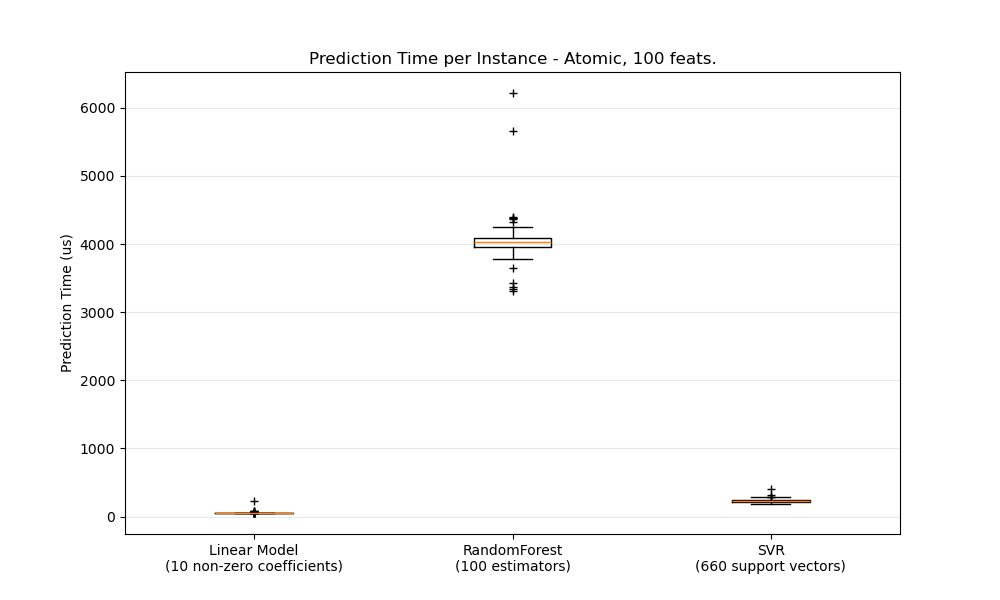 Prediction Time per Instance - Atomic, 100 feats.
Prediction Time (us)
6000
5000
4000
3000
2000
1000
0
Linear Model
(10 non-zero coefficients)
RandomForest
(100 estimators)
SVR
(660 support vectors)